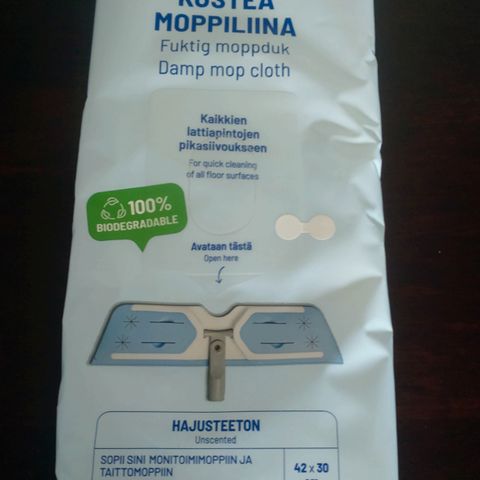 KOSTEA
MOPPILIINA
Fuktig moppduk
Damp mop cloth
Kaikkien
lattiapintojen
pikasiivoukseen
For quick cleaning
of all floor surfaces
100%
BIODEGRADABLE
Avataan tästä
Open here
HAJUSTEETON
Unscented
SOPII SINI MONITOIMIMOPPIIN JA
TAITTOMOPPIIN
42 x 30